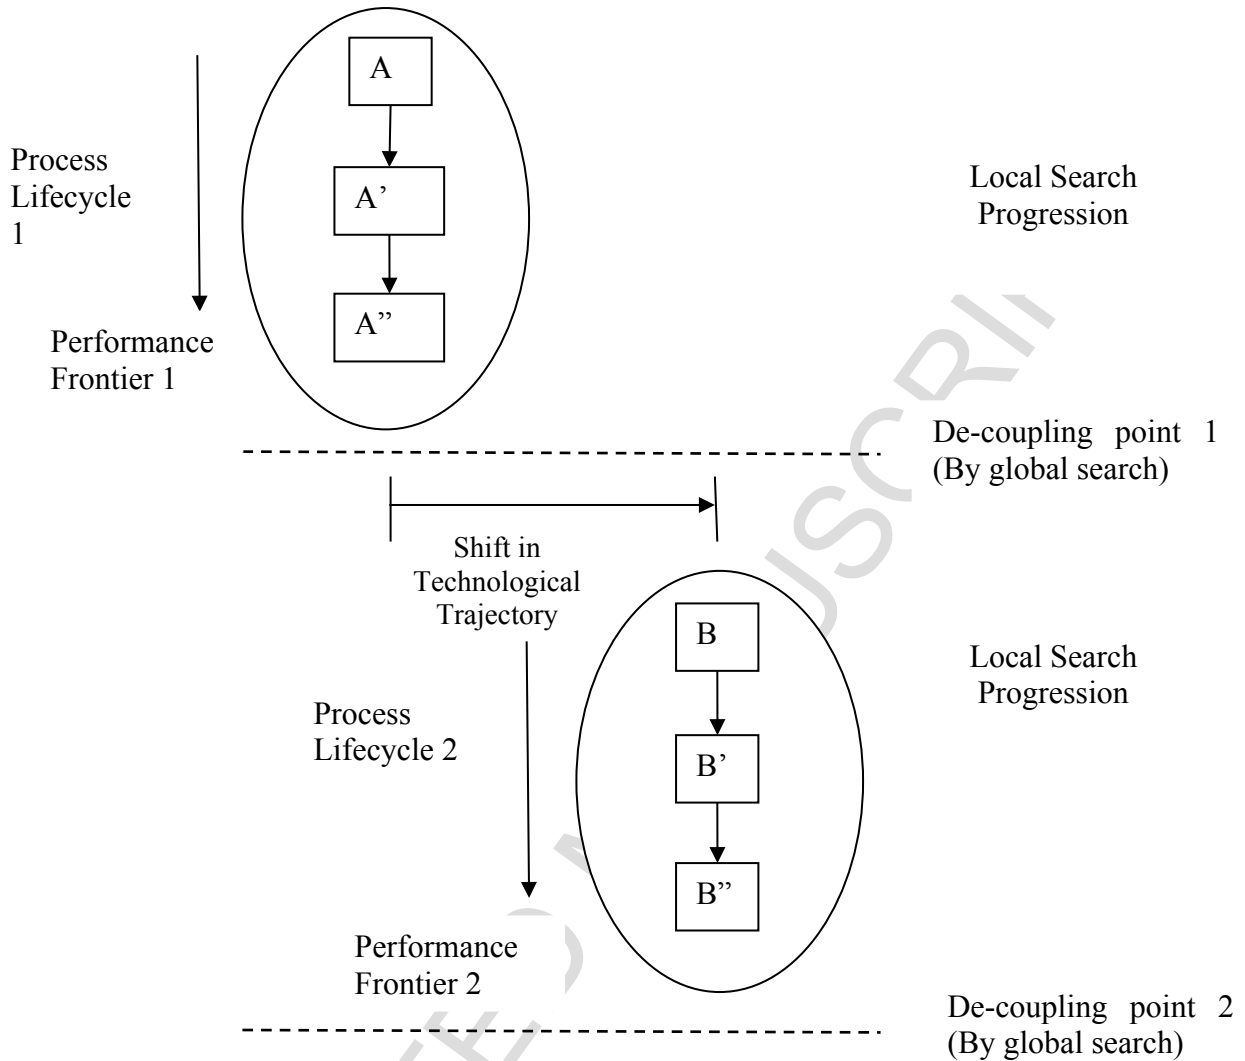 A
Process
Lifecycle
1
A’
Local Search
Progression
A”
Performance
Frontier 1
De-coupling point 1
(By global search)
Shift in
Technological
Trajectory
B
Local Search
Progression
Process
Lifecycle 2
B’
B”
Performance
Frontier 2
De-coupling point 2
(By global search)